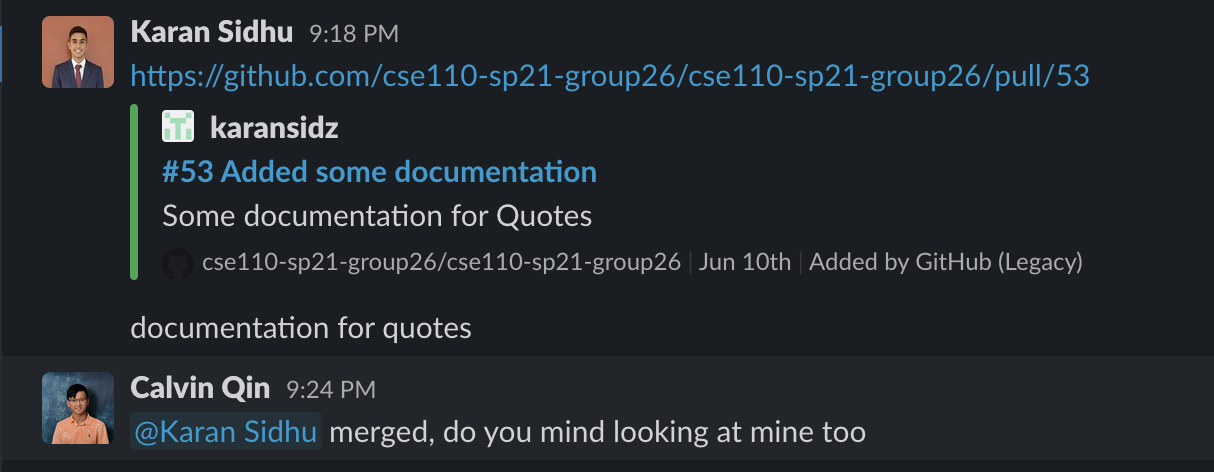 Karan Sidhu 9:18 PM
https://github.com/cse110-sp21-group26/cse110-sp21-group26/pull/53
karansidz
#53 Added some documentation
Some documentation for Quotes
cse110-sp21-group26/cse110-sp21-group26 | Jun 10th | Added by GitHub (Legacy)
documentation for quotes
Calvin Qin 9:24 PM
@Karan Sidhu merged, do you mind looking at mine too